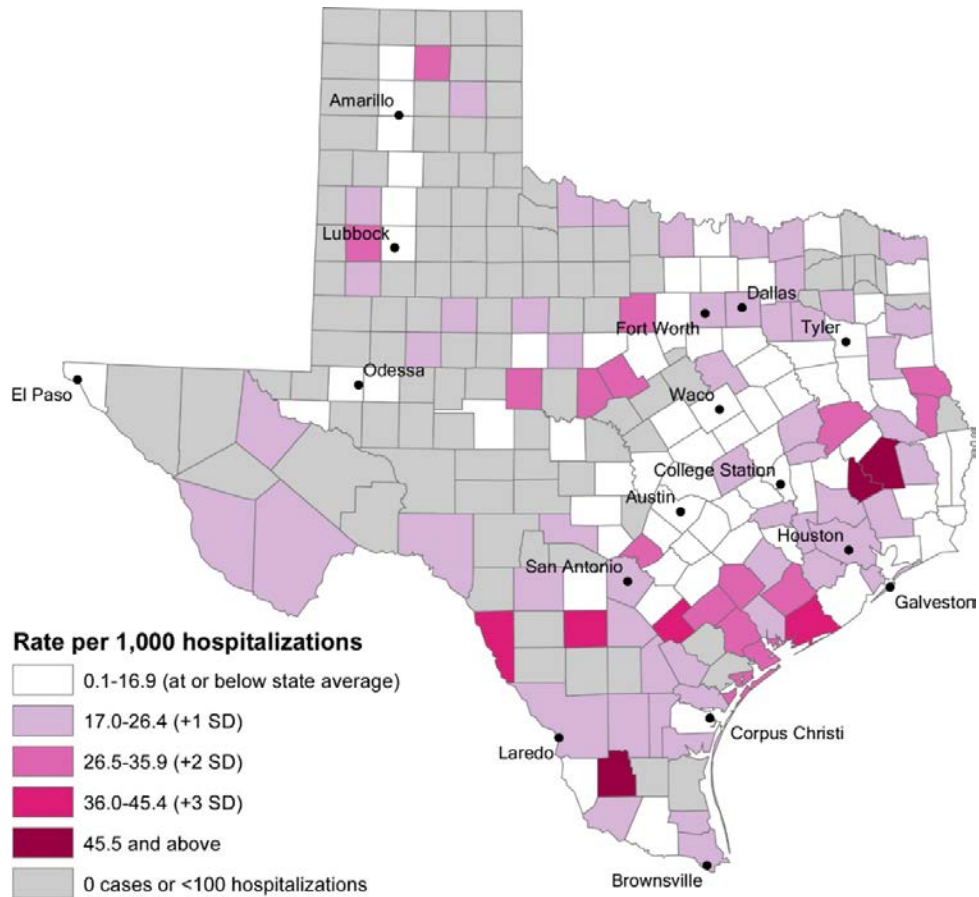 Amarillo
Lubbock
Dallas
Fort Worth
Tyler
Odessa
El Paso
Waco
College Station
Austin
Houston
San Antonio
Galveston
Rate per 1,000 hospitalizations
0.1-16.9 (at or below state average)
17.0-26.4 (+1 SD)
Corpus Christi
Laredo
26.5-35.9 (+2 SD)
36.0-45.4 (+3 SD)
45.5 and above
0 cases or <100 hospitalizations
Brownsville